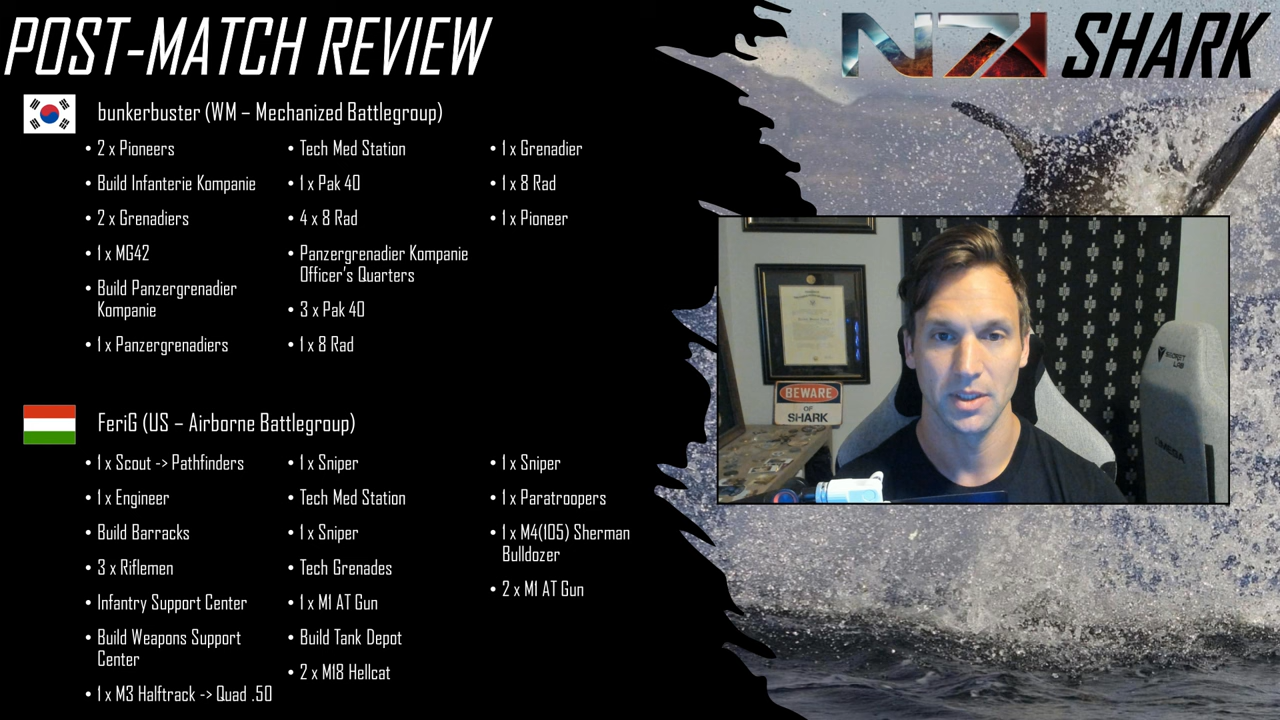 POST-MATCH REVIEW
N7 SHARK
bunkerbuster (WM – Mechanized Battlegroup)
• 2 x Pioneers
• Build Infanterie Kompanie
• 2 x Grenadiers
• 1 x MG42
• Build Panzergrenadier
Kompanie
• 1 x Panzergrenadiers
• Tech Med Station
• 1 x Pak 40
• 4 x 8 Rad
• Panzergrenadier Kompanie
Officer's Quarters
• 3 x Pak 40
• 1 x 8 Rad
• 1 x Grenadier
• 1 x 8 Rad
• 1 x Pioneer
FeriG (US – Airborne Battlegroup)
• 1 x Scout -> Pathfinders
• 1 x Engineer
• Build Barracks
• 3 x Riflemen
• Infantry Support Center
• Build Weapons Support
Center
• 1 x M3 Halftrack -> Quad .50
• 1 x Sniper
• Tech Med Station
• 1 x Sniper
• Tech Grenades
• 1 x M1 AT Gun
• Build Tank Depot
• 2 x M18 Hellcat
• 1 x Sniper
• 1 x Paratroopers
• 1 x M4(105) Sherman
Bulldozer
• 2 x M1 AT Gun
BEWARE
OF
SHARK
SECRET
LAB
OMEGA